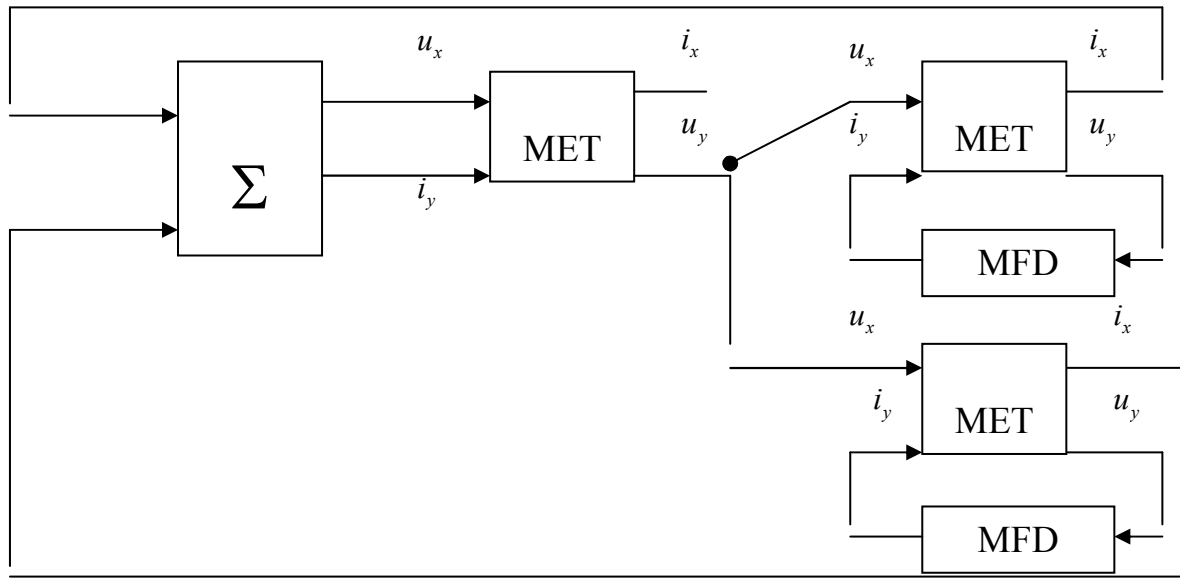 u_x i_x u_x i_x
u_y i_y u_y
MET MET
Σ i_y
MFD
u_x i_x
i_y u_y
MET
MFD